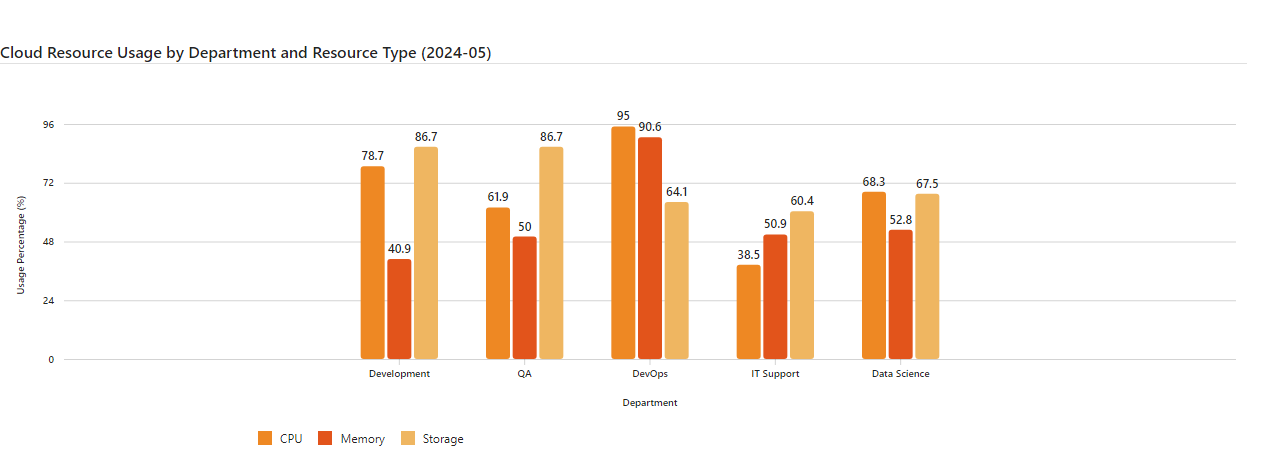 Cloud Resource Usage by Department and Resource Type (2024-05)
Usage Percentage (%)
96
72
48
24
0
78.7
40.9
86.7
61.9
50
86.7
95
90.6
64.1
38.5
50.9
60.4
68.3
52.8
67.5
Development
QA
DevOps
IT Support
Data Science
Department
CPU
Memory
Storage